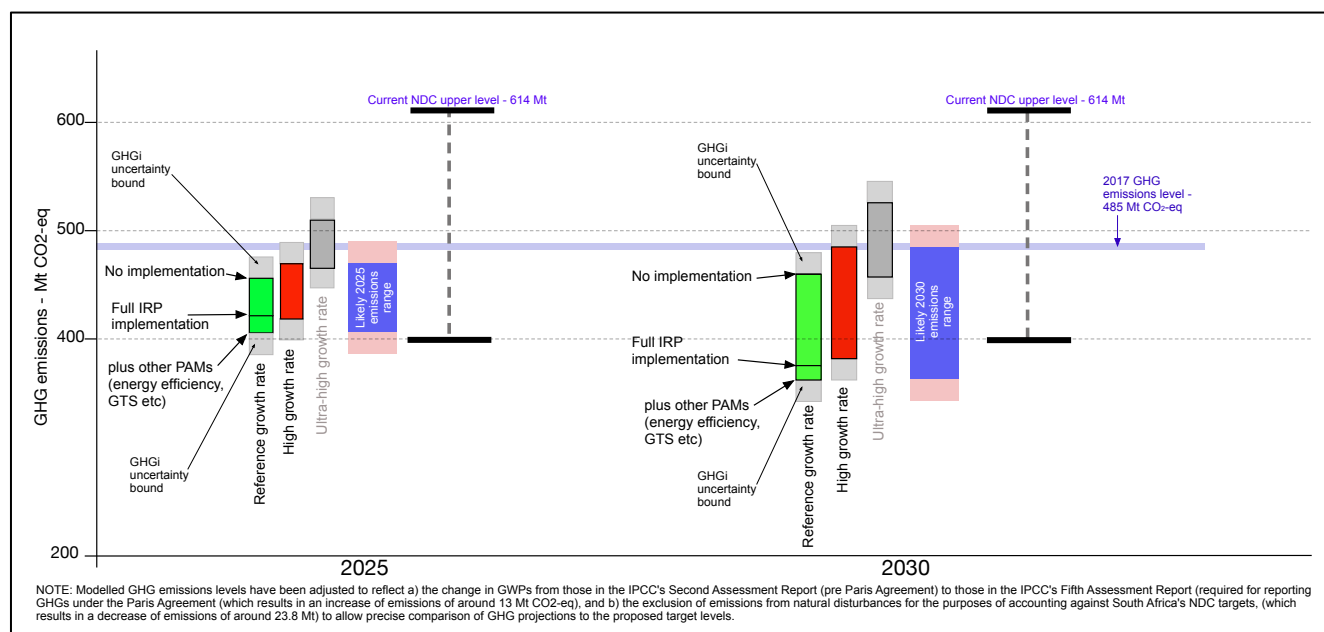 Current NDC upper level - 614 Mt
Current NDC upper level - 614 Mt
GHG emissions - Mt CO2-eq
600
500
400
200
GHGi
uncertainty
bound
No implementation
Full IRP
implementation
plus other PAMs
(energy efficiency,
GTS etc)
GHGi
uncertainty
bound
Reference growth rate
High growth rate
Ultra-high growth rate
Likely 2025
emissions
range
GHGi
uncertainty
bound
No implementation
Full IRP
implementation
plus other PAMs
(energy efficiency,
GTS etc)
GHGi
uncertainty
bound
Reference growth rate
High growth rate
Ultra-high growth rate
Likely 2030
emissions
range
2017 GHG
emissions level -
485 Mt CO₂-eq
2025
2030
NOTE: Modelled GHG emissions levels have been adjusted to reflect a) the change in GWPs from those in the IPCC's Second Assessment Report (pre Paris Agreement) to those in the IPCC's Fifth Assessment Report (required for reporting
GHGs under the Paris Agreement (which results in an increase of emissions of around 13 Mt CO2-eq), and b) the exclusion of emissions from natural disturbances for the purposes of accounting against South Africa's NDC targets, (which
results in a decrease of emissions of around 23.8 Mt) to allow precise comparison of GHG projections to the proposed target levels.